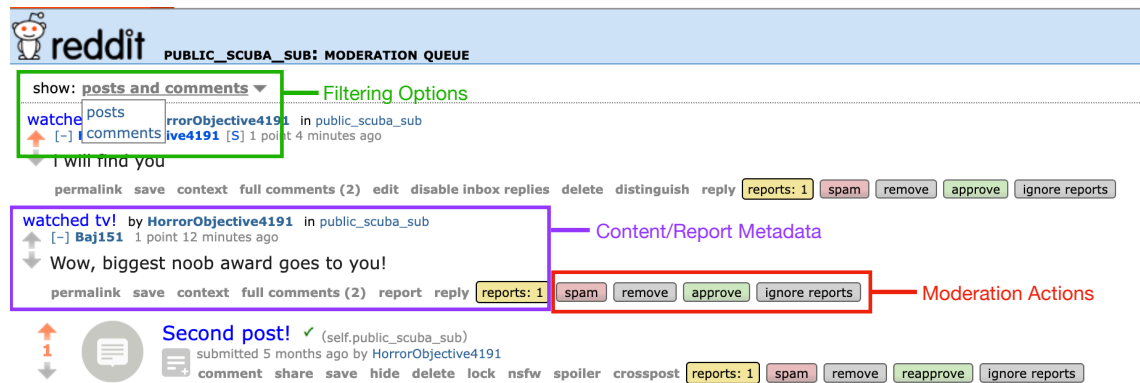 reddit PUBLIC_SCUBA_SUB: MODERATION QUEUE
show: posts and comments
Filtering Options
posts
comments
watche rrorObjective4191 in public_scuba_sub
[-] ive4191 [S] 1 point 4 minutes ago
I will find you
permalink save context full comments (2) edit disable inbox replies delete distinguish reply reports: 1 spam remove approve ignore reports
watched tv! by HorrorObjective4191 in public_scuba_sub
[-] Baj151 1 point 12 minutes ago
Content/Report Metadata
Wow, biggest noob award goes to you!
permalink save context full comments (2) report reply reports: 1 spam remove approve ignore reports
Moderation Actions
Second post! ✓ (self.public_scuba_sub)
1
submitted 5 months ago by HorrorObjective4191
comment share save hide delete lock nsfw spoiler crosspost reports: 1 spam remove reapprove ignore reports